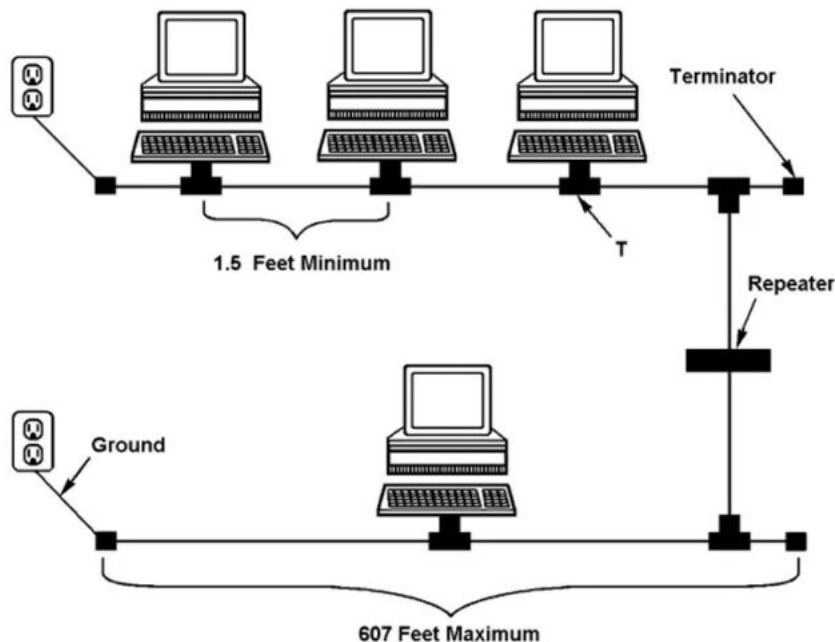 Terminator
1.5 Feet Minimum
T
Repeater
Ground
607 Feet Maximum